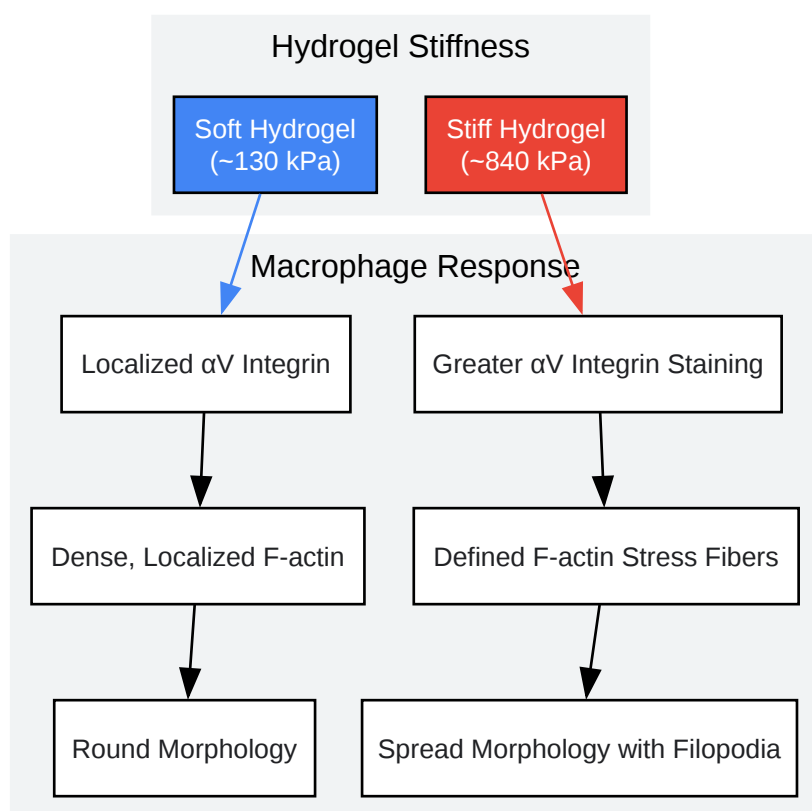 Hydrogel Stiffness
Soft Hydrogel
(~130 kPa)
Stiff Hydrogel
(~840 kPa)
Macrophage Response
Localized αV Integrin
Greater αV Integrin Staining
Dense, Localized F-actin
Defined F-actin Stress Fibers
Round Morphology
Spread Morphology with Filopodia